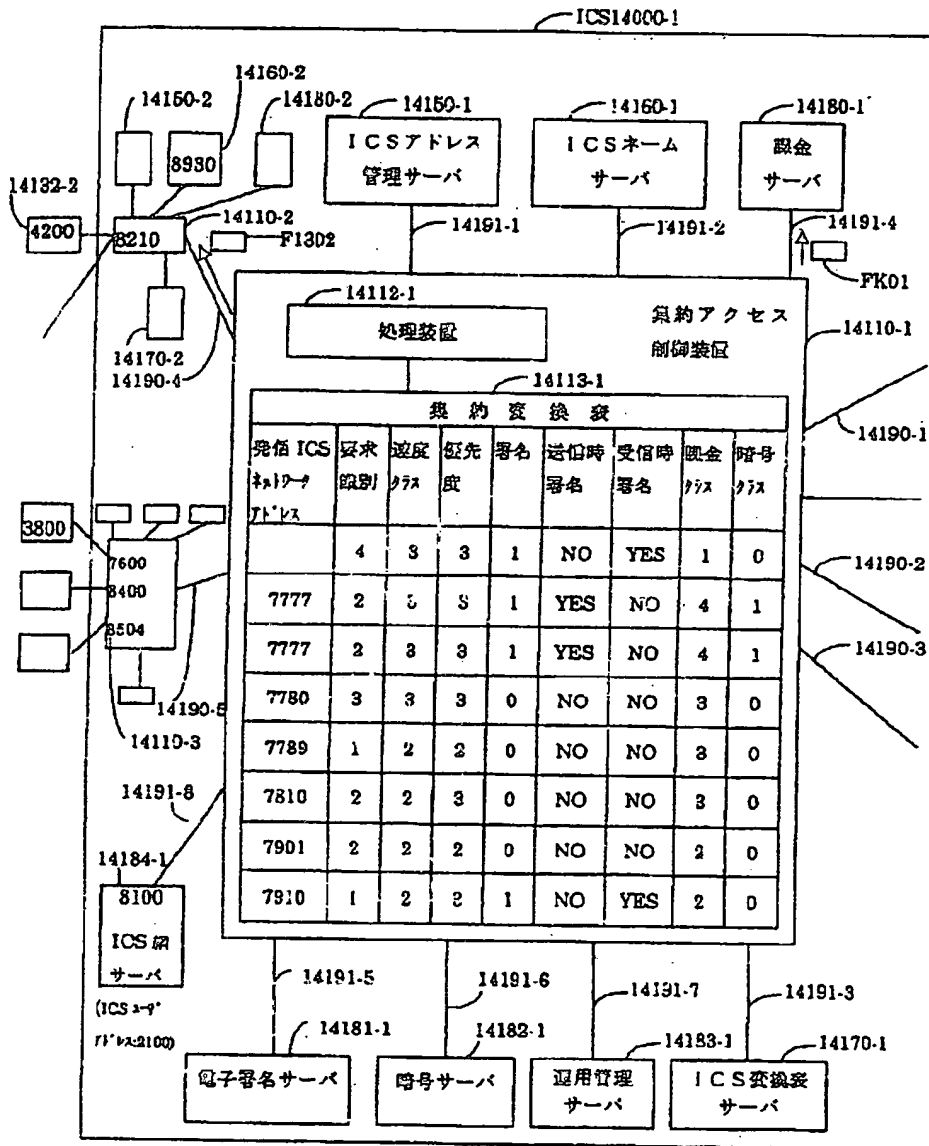 ICS14000-1
14150-2
14160-2
14180-2
14150-1
14160-1
14180-1
ICSアドレス
管理サーバ
ICSネーム
サーバ
課金
サーバ
8930
14132-2
4200
8210
14110-2
F1302
14191-1
14191-2
14191-4
FK01
14170-2
14190-4
14112-1
処理装置
集約アクセス
制御装置
14110-1
14113-1
集約変換表
発信ICS
ネットワーク
アドレス
要求
識別
速度
クラス
優先
度
署名
送信時
署名
受信時
署名
課金
クラス
暗号
クラス
4 3 3 1 NO YES 1 0
7777 2 1 YES NO 4 1
7777 2 3 3 1 YES NO 4 1
7780 3 3 3 0 NO NO 3 0
7789 1 2 2 0 NO NO 3 0
7810 2 2 3 0 NO NO 3 0
7901 2 2 2 0 NO NO 2 0
7910 1 2 1 NO YES 2 0
14190-1
14190-2
14190-3
3800
7600
8400
8504
14190-5
14110-3
14191-8
14184-1
8100
ICS
サーバ
(ICSユーザ
アドレス:2100)
14191-5
14191-6
14191-7
14191-3
14181-1
14182-1
14183-1
14170-1
電子署名サーバ
暗号サーバ
運用管理
サーバ
ICS変換表
サーバ